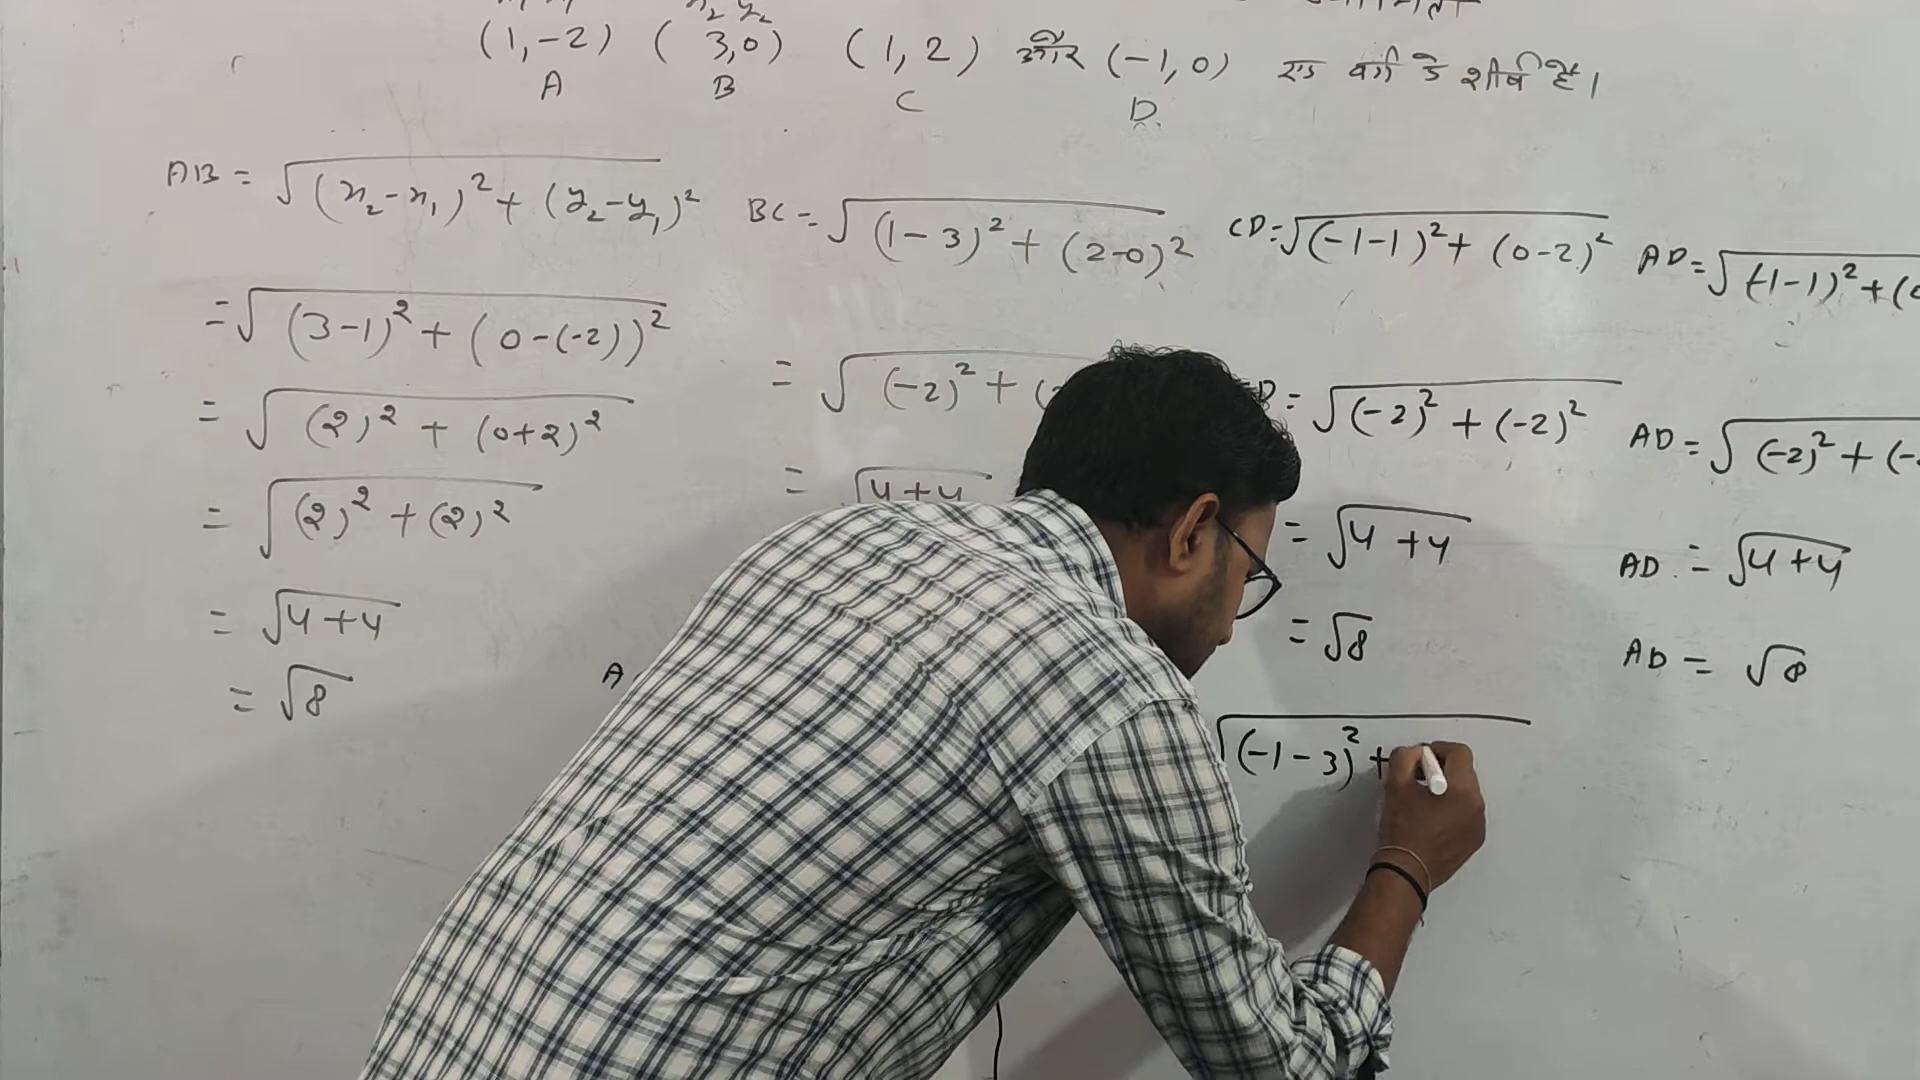 (1,-2) (3,0) (1,2) और (-1,0) एक वर्ग के शीर्ष हैं।
A B C D
AB = √(x₂-x₁)²+(y₂-y₁)²
= √(3-1)²+(0-(-2))²
= √(2)²+(0+2)²
= √(2)²+(2)²
= √4+4
= √8
BC = √(1-3)²+(2-0)²
= √(-2)²+(
= √4+4
A
CD = √(-1-1)²+(0-2)²
D = √(-2)²+(-2)²
= √4+4
= √8
√(-1-3)²+
AD = √(-1-1)²+(
AD = √(-2)²+(-
AD = √4+4
AD = √8